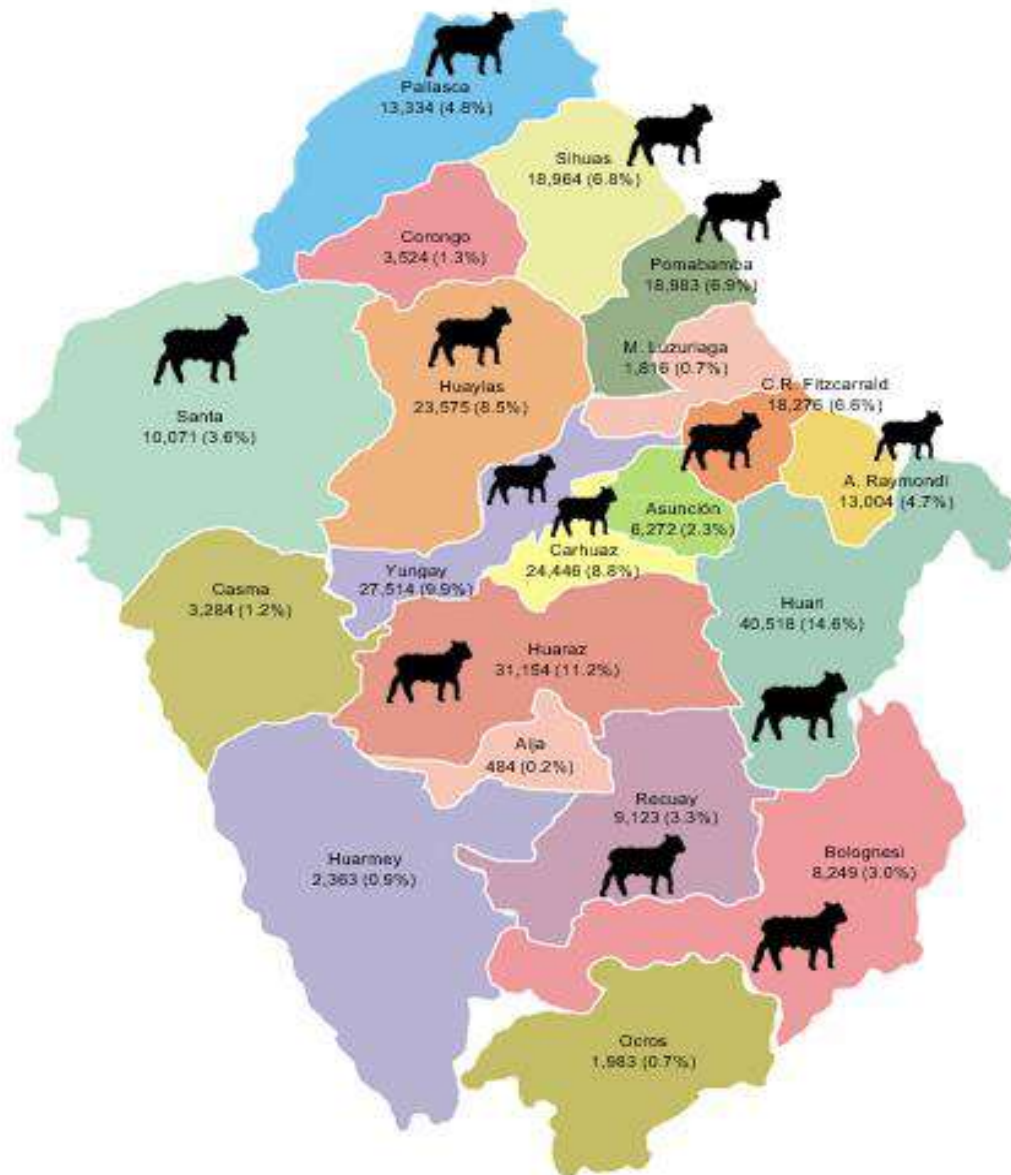 Pallasca
13,334 (4.8%)
Sihuas
18,964 (6.8%)
Corongo
3,524 (1.3%)
Pomabamba
18,983 (6.9%)
M. Luzuriaga
1,816 (0.7%)
C.R. Fitzcarrald
18,276 (6.6%)
Huaylas
23,575 (8.5%)
Santa
10,071 (3.6%)
A. Raymondi
13,004 (4.7%)
Asunción
6,272 (2.3%)
Carhuaz
24,446 (8.8%)
Yungay
27,514 (9.9%)
Casma
3,284 (1.2%)
Huari
40,518 (14.6%)
Huaraz
31,154 (11.2%)
Aija
484 (0.2%)
Recuay
9,123 (3.3%)
Huarmey
2,363 (0.9%)
Bolognesi
8,249 (3.0%)
Ocros
1,983 (0.7%)